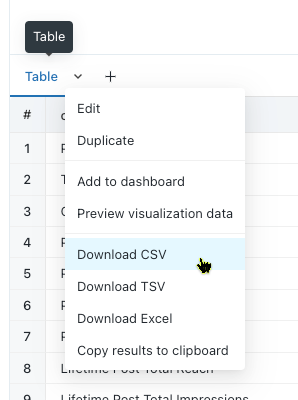 Table
Table
#
1
Edit
Duplicate
2
Add to dashboard
3
Preview visualization data
4
Download CSV
5
Download TSV
6
Download Excel
7
Copy results to clipboard
8 Lifetime Post Total Reach
9 Lifetime Post Total Impressions